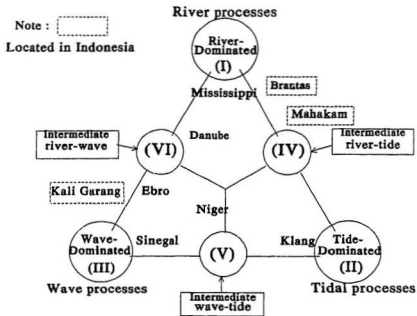 River processes
Note :
Located in Indonesia
River-
Dominated
(I)
Mississippi
Brantas
Mahakam
Intermediate
river-wave
Danube
(VI)
(IV)
Intermediate
river-tide
Kali Garang
Ebro
Niger
Wave-
Dominated
(III)
Sinegal
(V)
Klang
Tide-
Dominated
(II)
Wave processes
Intermediate
wave-tide
Tidal processes